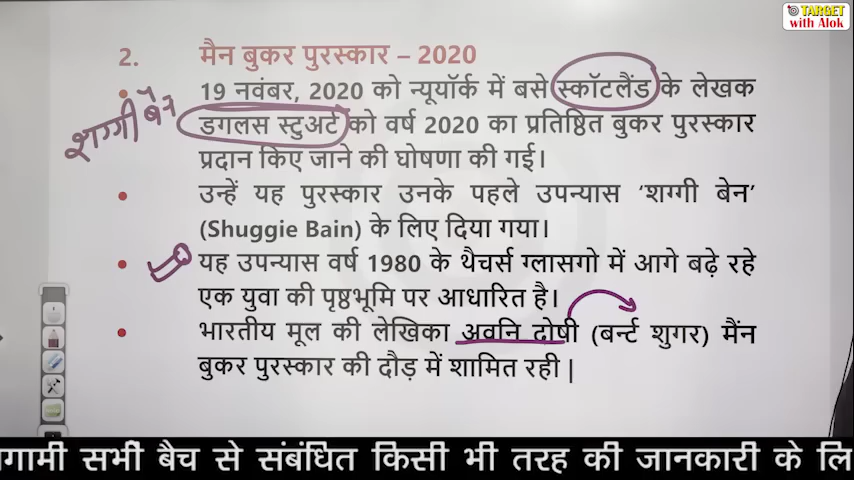 TARGET
with Alok
2. मैन बुकर पुरस्कार – 2020
19 नवंबर, 2020 को न्यूयॉर्क में बसे स्कॉटलैंड के लेखक
शग्गी बेन
डगलस स्टुअर्ट को वर्ष 2020 का प्रतिष्ठित बुकर पुरस्कार
प्रदान किए जाने की घोषणा की गई।
उन्हें यह पुरस्कार उनके पहले उपन्यास ‘शग्गी बेन’
(Shuggie Bain) के लिए दिया गया।
यह उपन्यास वर्ष 1980 के थैचर्स ग्लासगो में आगे बढ़े रहे
एक युवा की पृष्ठभूमि पर आधारित है।
भारतीय मूल की लेखिका अवनि दोषी (बर्न्ट शुगर) मैंन
बुकर पुरस्कार की दौड़ में शामित रही |
गामी सभी बैच से संबंधित किसी भी तरह की जानकारी के लि